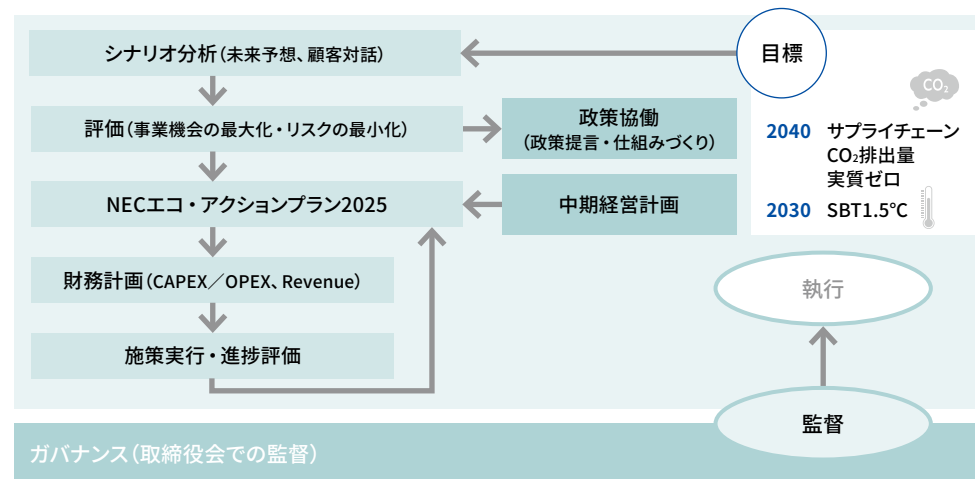 シナリオ分析（未来予想、顧客対話）
目標
評価（事業機会の最大化・リスクの最小化）
政策協働
（政策提言・仕組みづくり）
CO₂
2040 サプライチェーン
CO₂排出量
実質ゼロ
2030 SBT1.5℃
NECエコ・アクションプラン2025
中期経営計画
財務計画（CAPEX／OPEX、Revenue）
執行
施策実行・進捗評価
監督
ガバナンス（取締役会での監督）